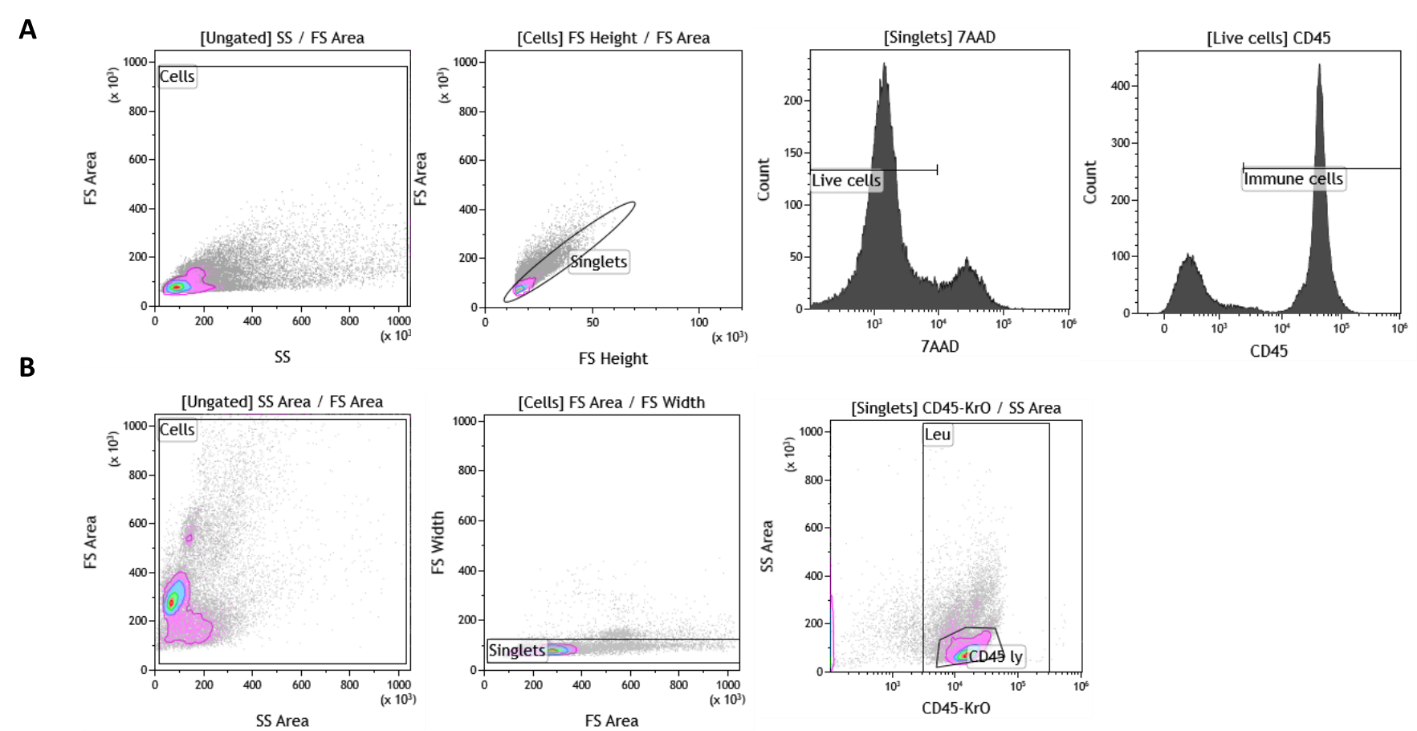 A
[Ungated] SS / FS Area
[Cells] FS Height / FS Area
[Singlets] 7AAD
[Live cells] CD45
Cells
Singlets
Live cells
Immune cells
FS Area
(x 10³)
1000
800
600
400
200
0
0 200 400 600 800 1000
(x 10³
SS
FS Area
(x 10³)
1000
800
600
400
200
0
0 50 100
(x 10³)
FS Height
Count
200
150
100
50
0
10³ 10⁴ 10⁵ 10⁶
7AAD
Count
400
300
200
100
0
0 10³ 10⁴ 10⁵ 10⁶
CD45
B
[Ungated] SS Area / FS Area
[Cells] FS Area / FS Width
[Singlets] CD45-KrO / SS Area
Cells
Singlets
Leu
CD45 ly
FS Area
(x 10³)
1000
800
600
400
200
0
0 200 400 600 800 1000
(x 10³)
SS Area
FS Width
1000
800
600
400
200
0
0 200 400 600 800 1000
(x 10³)
FS Area
SS Area
(x 10³)
1000
800
600
400
200
0
10³ 10⁴ 10⁵ 10⁶
CD45-KrO